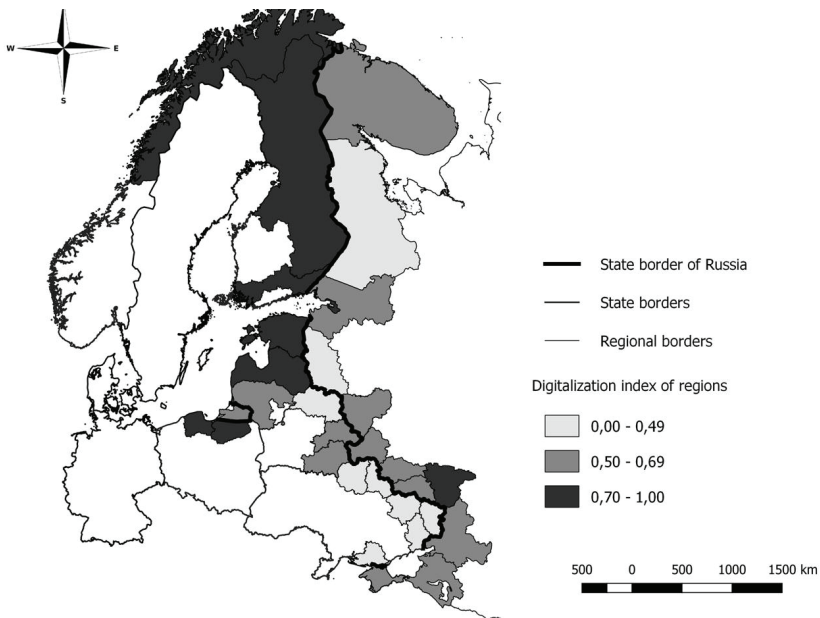 W
E
S
State border of Russia
State borders
Regional borders
Digitalization index of regions
0,00 - 0,49
0,50 - 0,69
0,70 - 1,00
500 0 500 1000 1500 km